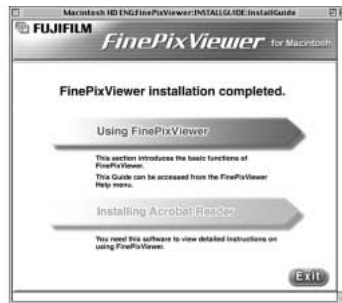 Macintosh HD ENG:FinePixViewer:INSTALLGUIDE:InstallGuide
FUJIFILM
FinePixViewer for Macintosh
FinePixViewer installation completed.
Using FinePixViewer
This section introduces the basic functions of
FinePixViewer.
This Guide can be accessed from the FinePixViewer
Help menu.
Installing Acrobat Reader
You need this software to view detailed instructions on
using FinePixViewer.
Exit